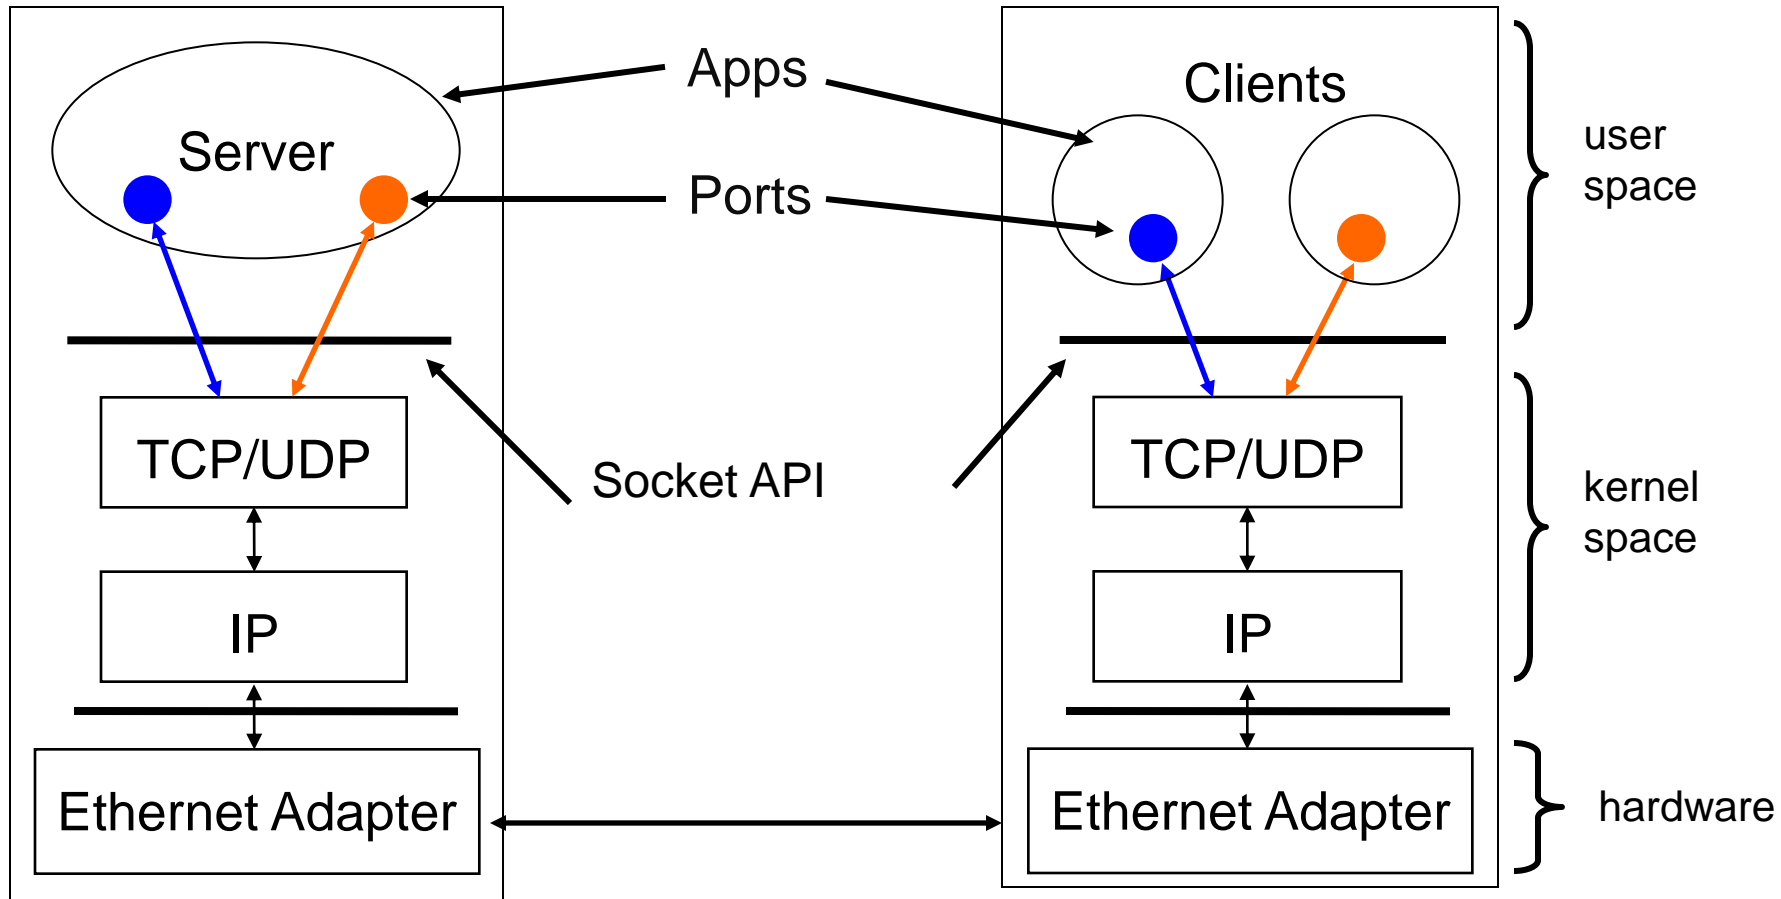 Apps
Clients
Server
user
space
Ports
TCP/UDP
Socket API
TCP/UDP
kernel
space
IP
IP
Ethernet Adapter
Ethernet Adapter
hardware